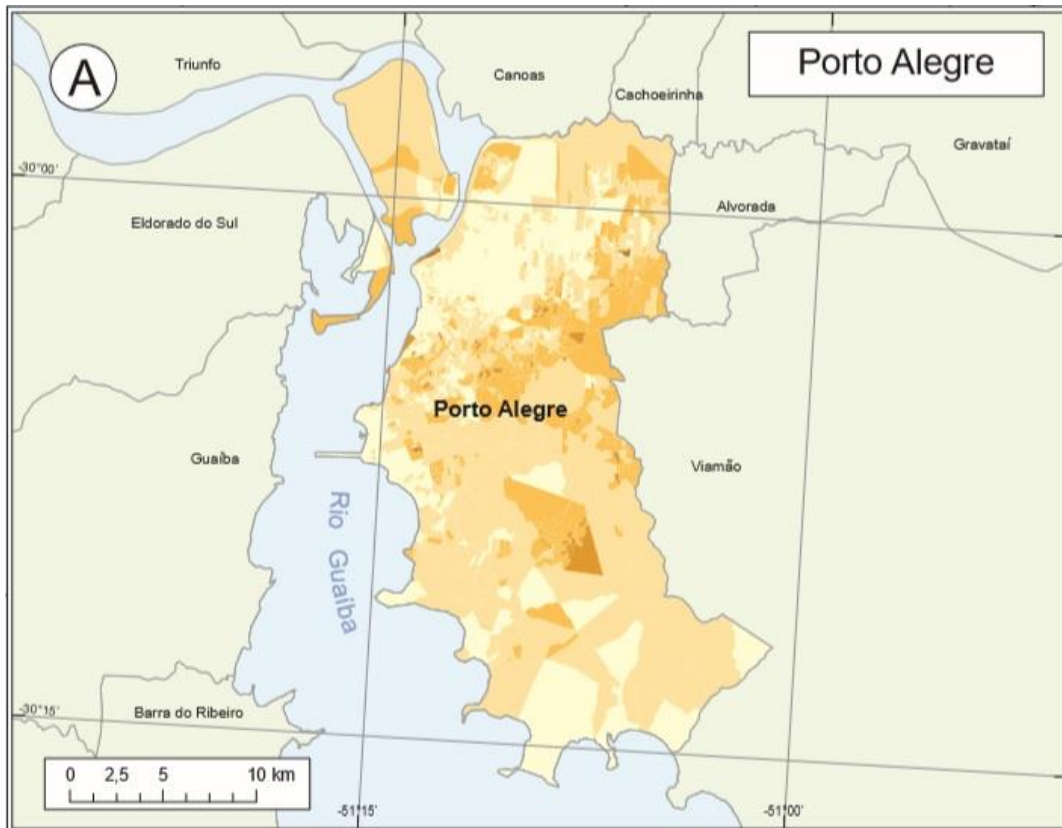 A
Porto Alegre
Triunfo
Canoas
Cachoeirinha
Gravataí
-30°00'
Alvorada
Eldorado do Sul
Porto Alegre
Guaíba
Viamão
Rio Guaíba
-30°15'
Barra do Ribeiro
0 2,5 5 10 km
-51°15'
-51°00'